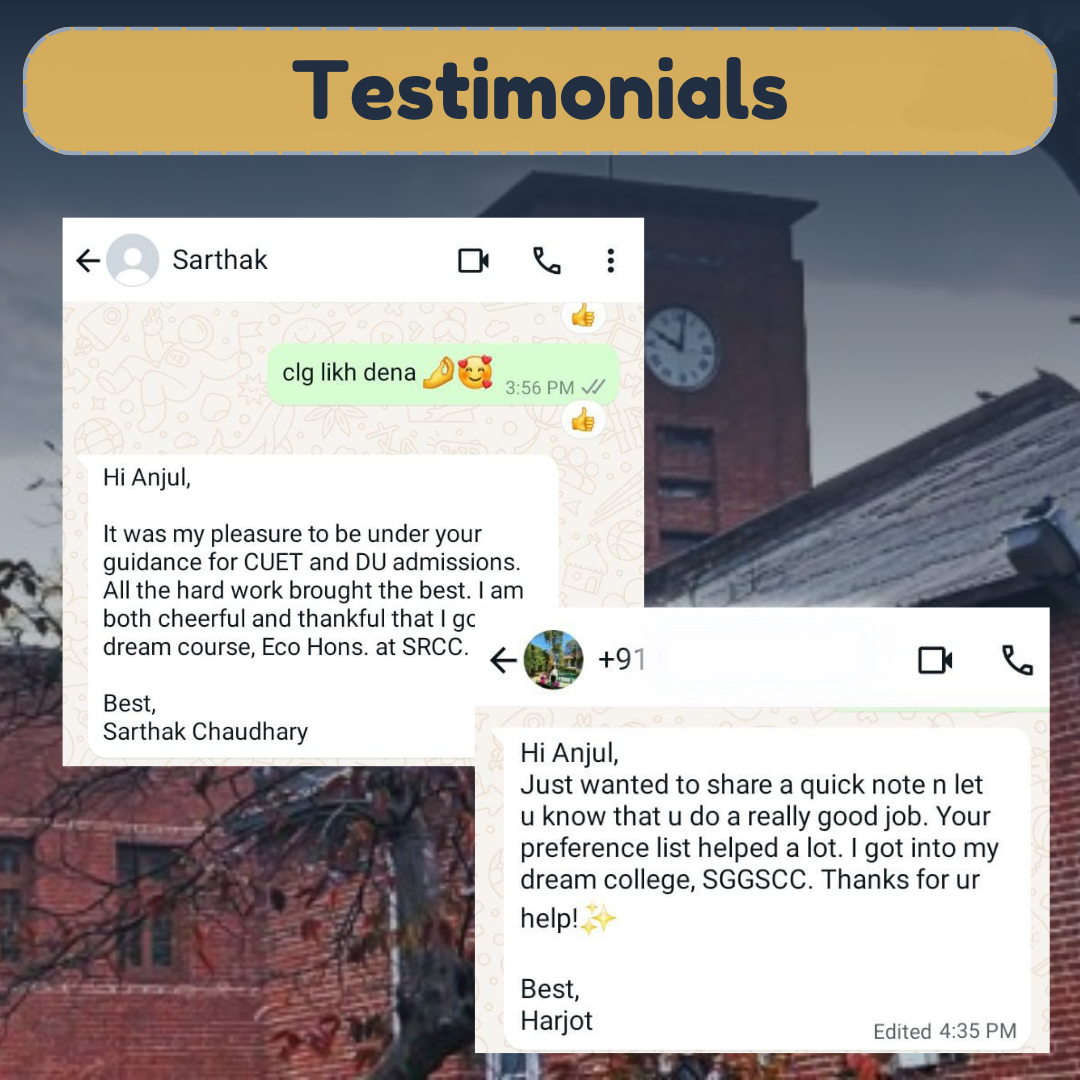 Testimonials
Sarthak
clg likh dena 🤌🥰
3:56 PM
Hi Anjul,
It was my pleasure to be under your
guidance for CUET and DU admissions.
All the hard work brought the best. I am
both cheerful and thankful that I
dream course, Eco Hons. at SRCC.
Best,
Sarthak Chaudhary
+91
Hi Anjul,
Just wanted to share a quick note n let
u know that u do a really good job. Your
preference list helped a lot. I got into my
dream college, SGGSCC. Thanks for ur
help!✨
Best,
Harjot
Edited 4:35 PM